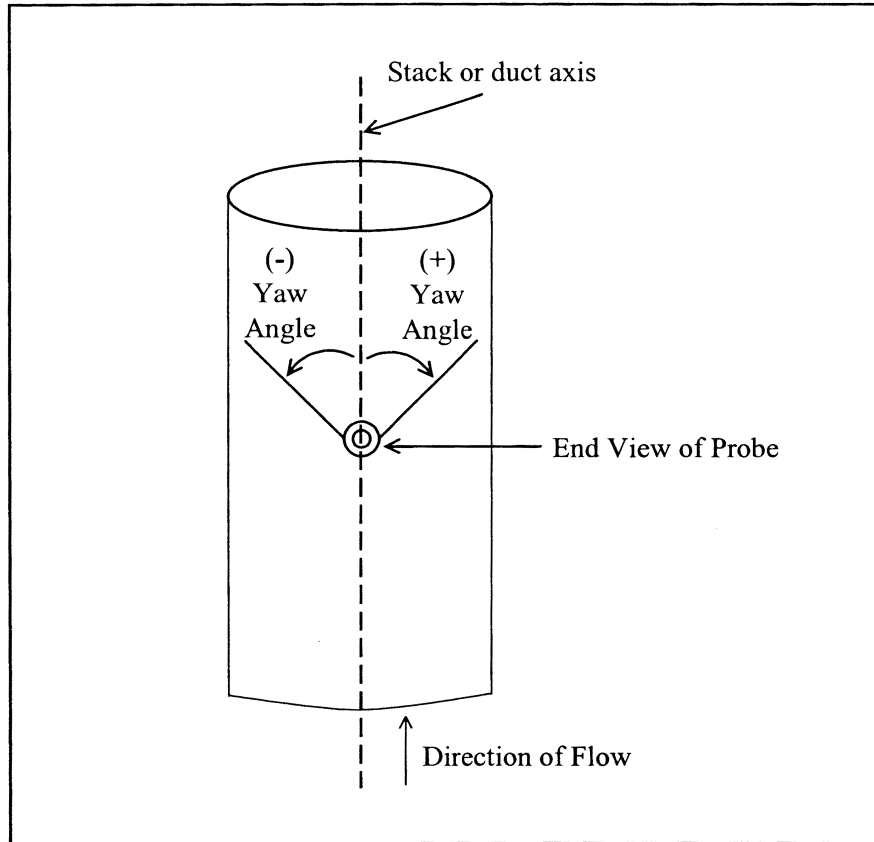 Stack or duct axis
(-)
Yaw
Angle
(+)
Yaw
Angle
End View of Probe
Direction of Flow